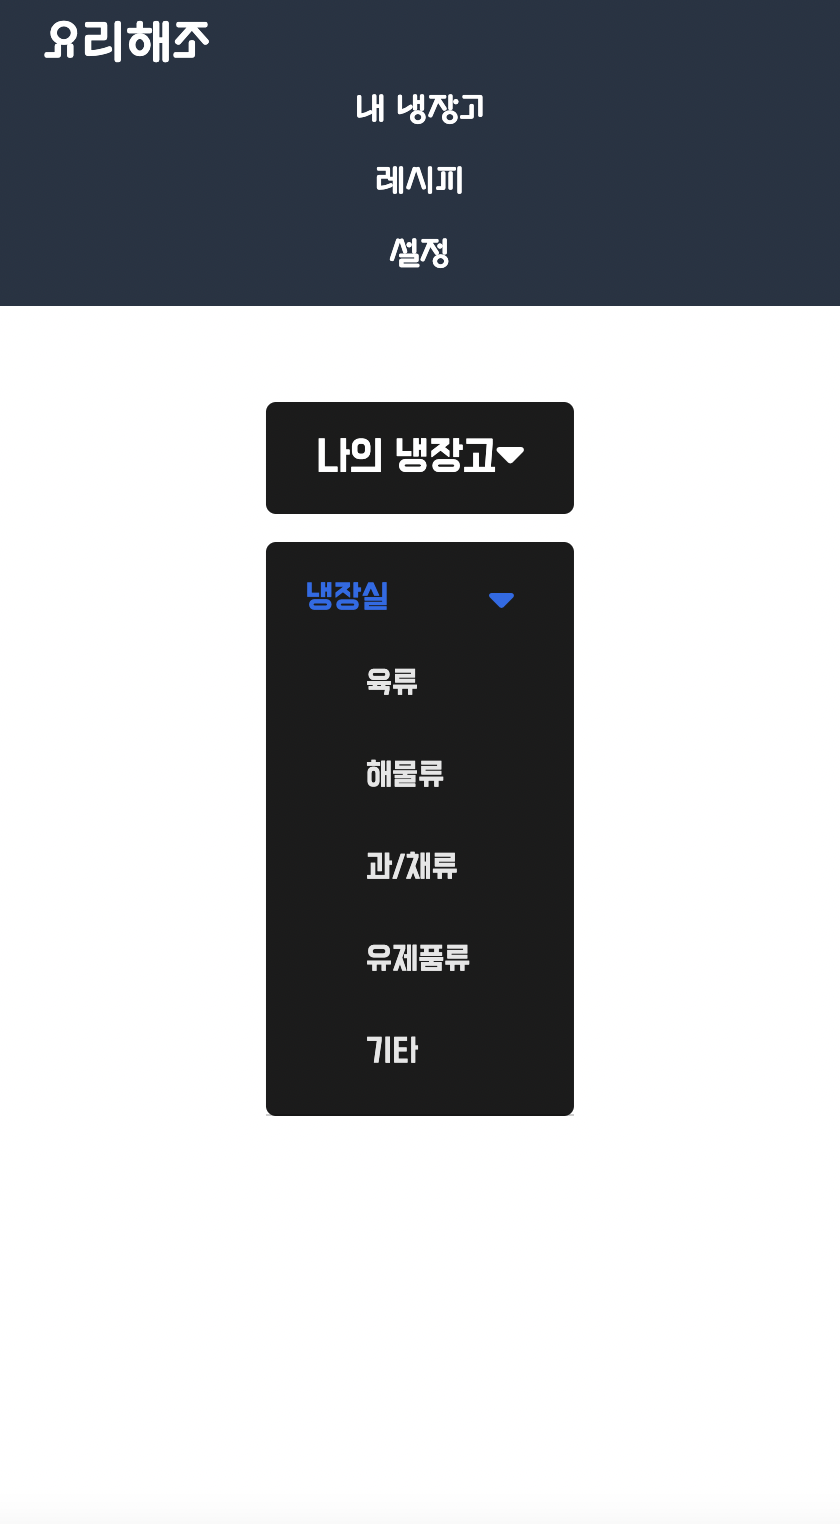 요리해조
내 냉장고
레시피
설정
나의 냉장고
냉장실
육류
해물류
과/채류
유제품류
기타